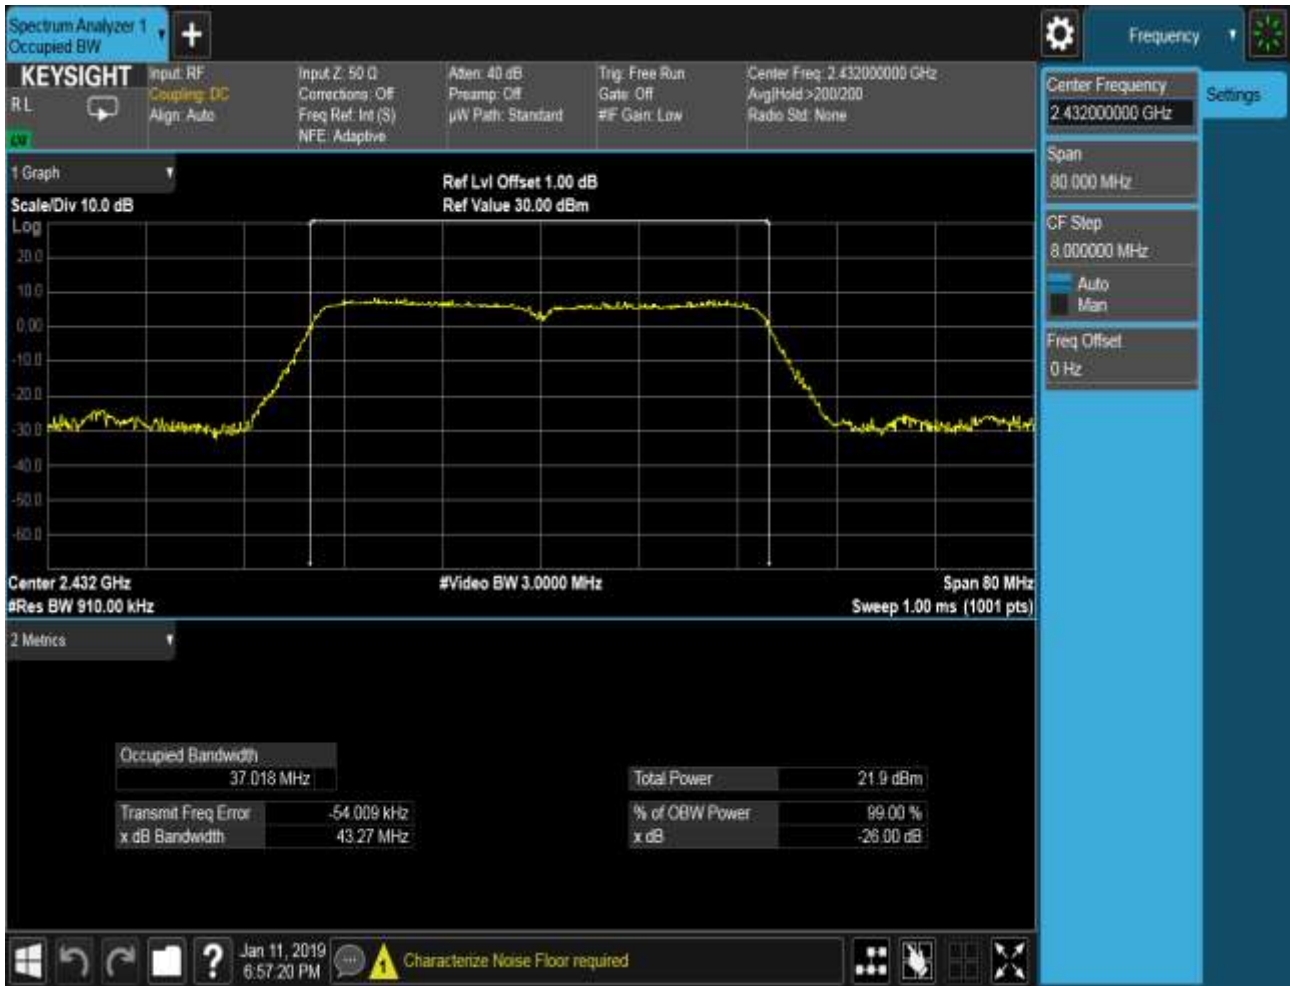 Spectrum Analyzer 1
Occupied BW
Frequency
KEYSIGHT
R L
Input: RF
Coupling: DC
Align: Auto
Input Z: 50 Ω
Corrections: Off
Freq Ref: Int (S)
NFE: Adaptive
Atten: 40 dB
Preamp: Off
µW Path: Standard
Trig: Free Run
Gate: Off
#IF Gain: Low
Center Freq: 2.432000000 GHz
Avg|Hold:>200/200
Radio Std: None
Center Frequency
2.432000000 GHz
Settings
Span
80.000 MHz
CF Step
8.000000 MHz
Auto
Man
Freq Offset
0 Hz
1 Graph
Scale/Div 10.0 dB
Ref Lvl Offset 1.00 dB
Ref Value 30.00 dBm
Log
20.0
10.0
0.00
-10.0
-20.0
-30.0
-40.0
-50.0
-60.0
Center 2.432 GHz
#Video BW 3.0000 MHz
Span 80 MHz
#Res BW 910.00 kHz
Sweep 1.00 ms (1001 pts)
2 Metrics
Occupied Bandwidth
37.018 MHz
Total Power 21.9 dBm
Transmit Freq Error -54.009 kHz
% of OBW Power 99.00 %
x dB Bandwidth 43.27 MHz
x dB -26.00 dB
?
Jan 11, 2019
6:57:20 PM
1
Characterize Noise Floor required